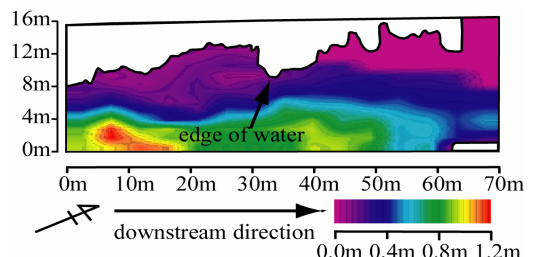 16m
12m
8m
4m
0m
edge of water
0m 10m 20m 30m 40m 50m 60m 70m
N
downstream direction
0.0m 0.4m 0.8m 1.2m